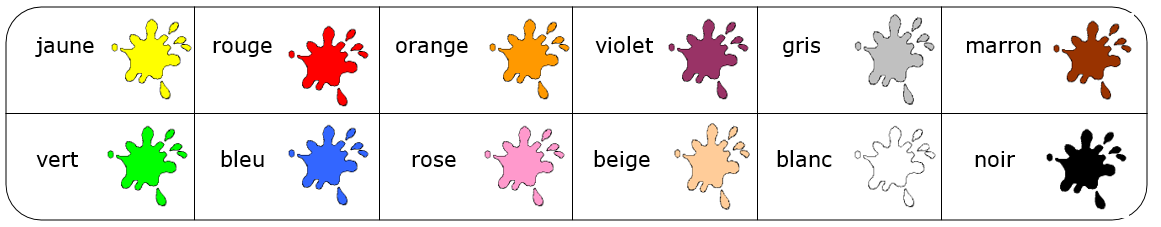 jaune rouge orange violet gris marron
vert bleu rose beige blanc noir